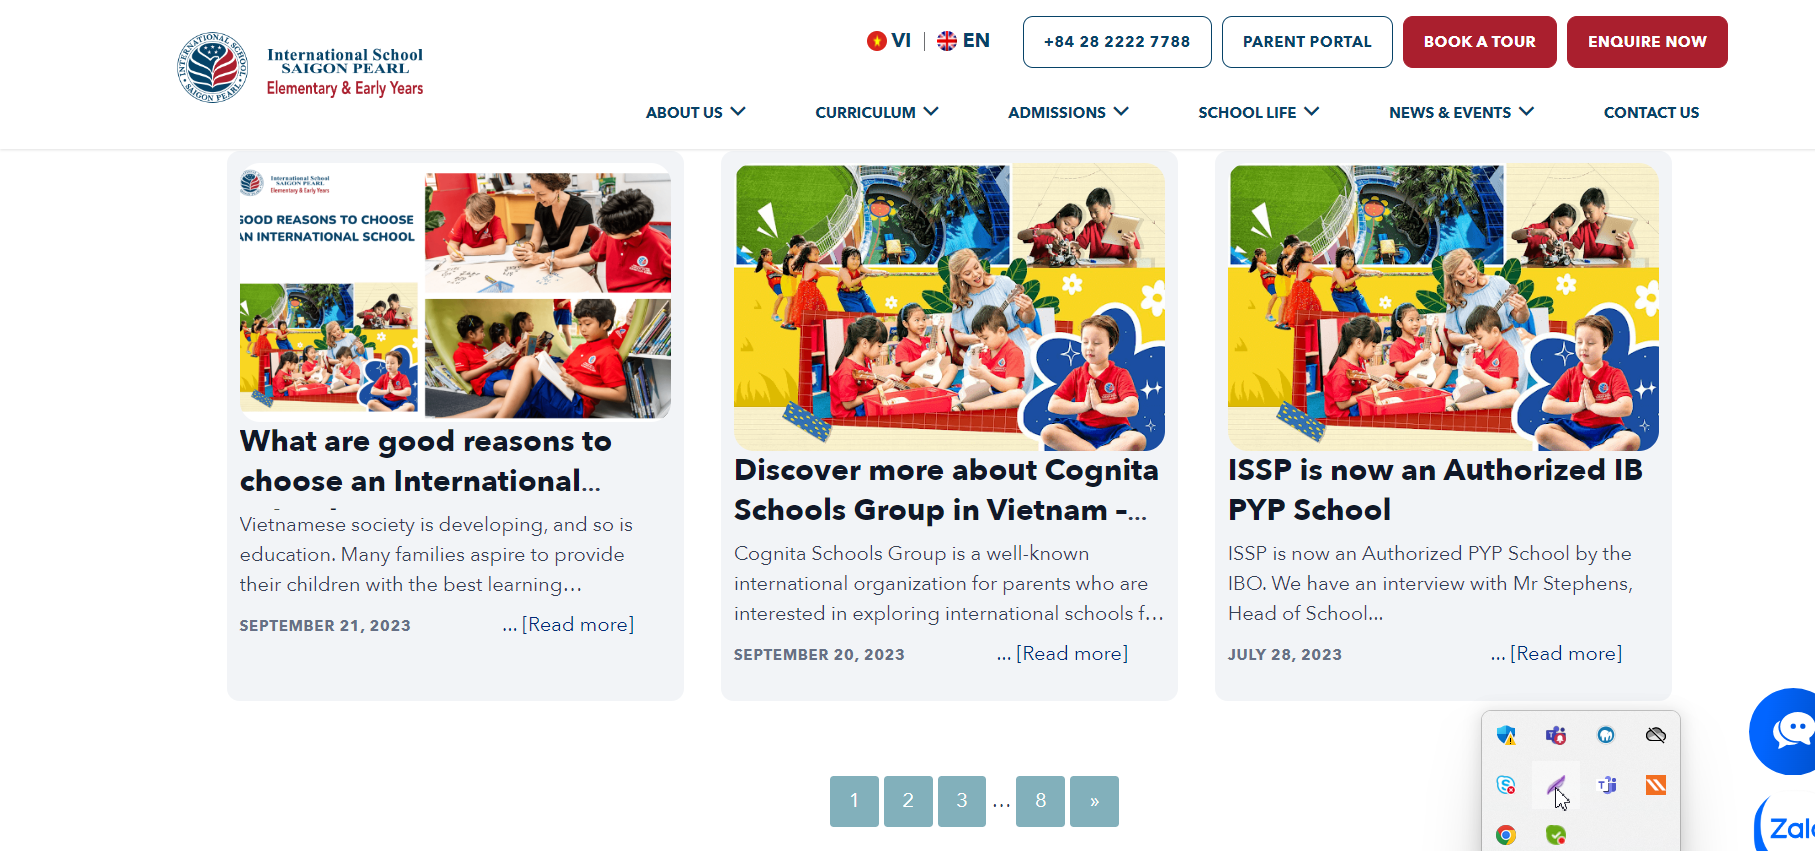 VI
EN
+84 28 2222 7788
PARENT PORTAL
BOOK A TOUR
ENQUIRE NOW
INTERNATIONAL SCHOOL
SAIGON PEARL
International School
SAIGON PEARL
Elementary & Early Years
ABOUT US
CURRICULUM
ADMISSIONS
SCHOOL LIFE
NEWS & EVENTS
CONTACT US
International School
SAIGON PEARL
Elementary & Early Years
GOOD REASONS TO CHOOSE
AN INTERNATIONAL SCHOOL
What are good reasons to
choose an International...
Vietnamese society is developing, and so is
education. Many families aspire to provide
their children with the best learning...
SEPTEMBER 21, 2023
... [Read more]
Discover more about Cognita
Schools Group in Vietnam –...
Cognita Schools Group is a well-known
international organization for parents who are
interested in exploring international schools f...
SEPTEMBER 20, 2023
... [Read more]
ISSP is now an Authorized IB
PYP School
ISSP is now an Authorized PYP School by the
IBO. We have an interview with Mr Stephens,
Head of School...
JULY 28, 2023
... [Read more]
1
2
3
...
8
»
Zal